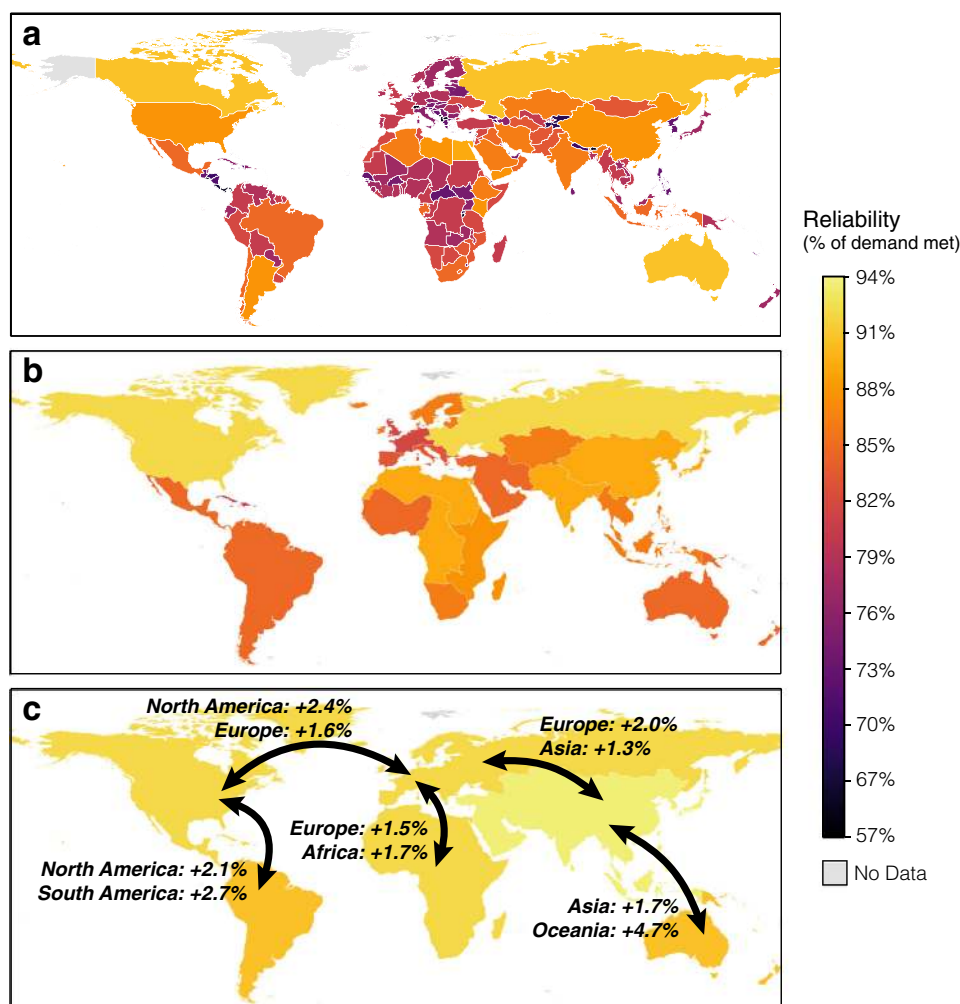 a
b
c
North America: +2.4%
Europe: +1.6%
Europe: +2.0%
Asia: +1.3%
Europe: +1.5%
Africa: +1.7%
North America: +2.1%
South America: +2.7%
Asia: +1.7%
Oceania: +4.7%
Reliability
(% of demand met)
94%
91%
88%
85%
82%
79%
76%
73%
70%
67%
57%
No Data